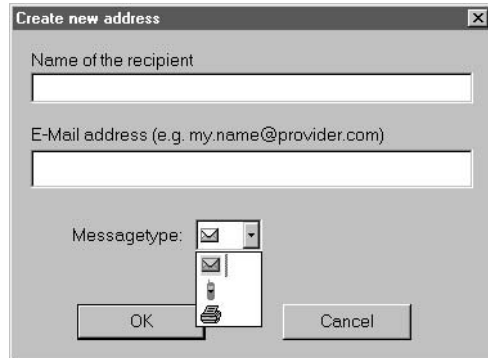 Create new address
Name of the recipient
E-Mail address (e.g. my.name@provider.com)
Messagetype:
OK
Cancel